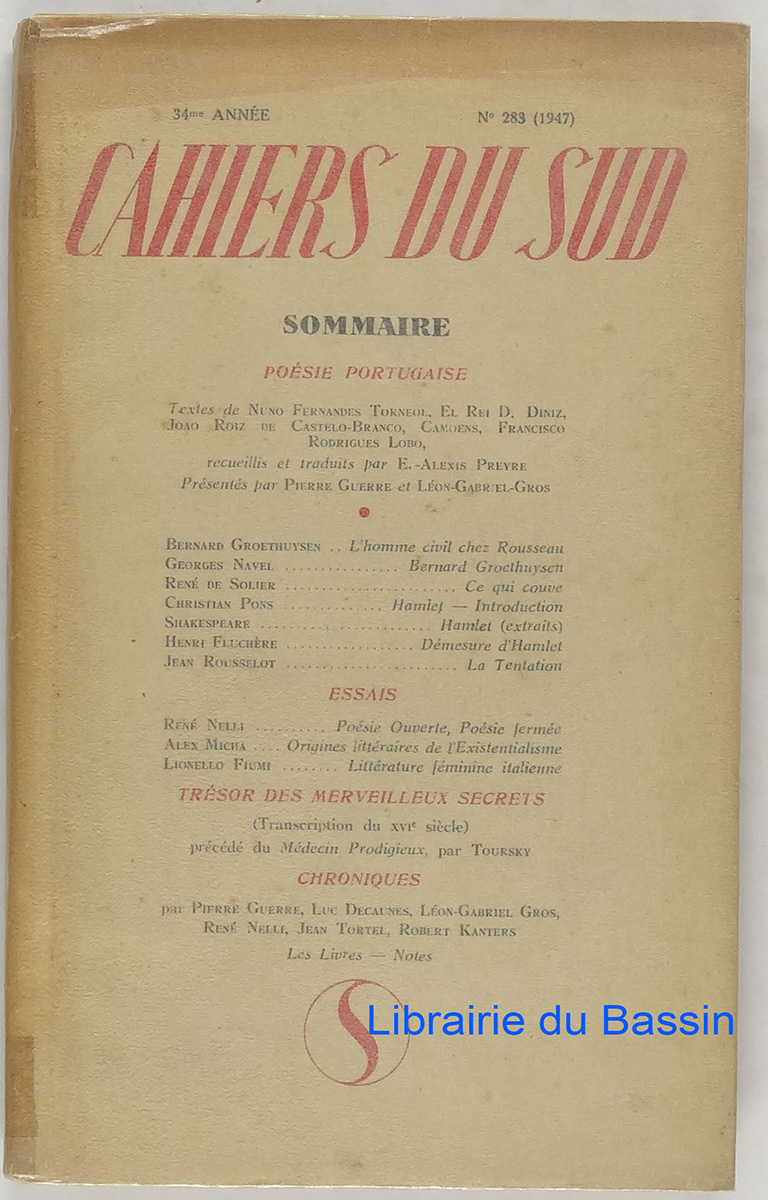 34me ANNÉE N° 283 (1947)
CAHIERS DU SUD
SOMMAIRE
POÉSIE PORTUGAISE
Textes de NUNO FERNANDES TORNEOL, EL REI D. DINIZ,
JOAO ROIZ DE CASTELO-BRANCO, CAMOENS, FRANCISCO
RODRIGUES LOBO,
recueillis et traduits par E.-ALEXIS PREYRE
Présentés par PIERRE GUERRE et LÉON-GABRIEL-GROS
BERNARD GROETHUYSEN .. L'homme civil chez Rousseau
GEORGES NAVEL ................ Bernard Groethuysen
RENÉ DE SOLIER ........................ Ce qui couve
CHRISTIAN PONS .............. Hamlet — Introduction
SHAKESPEARE ........................ Hamlet (extraits)
HENRI FLUCHÈRE .................. Démesure d'Hamlet
JEAN ROUSSELOT ........................ La Tentation
ESSAIS
RENÉ NELLI .......... Poésie Ouverte, Poésie fermée
ALEX MICHA .... Origines littéraires de l'Existentialisme
LIONELLO FIUMI ........ Littérature féminine italienne
TRÉSOR DES MERVEILLEUX SECRETS
(Transcription du XVIe siècle)
précédé du Médecin Prodigieux, par TOURSKY
CHRONIQUES
par PIERRE GUERRE, LUC DECAUNES, LÉON-GABRIEL GROS,
RENÉ NELLI, JEAN TORTEL, ROBERT KANTERS
Les Livres — Notes
Librairie du Bassin